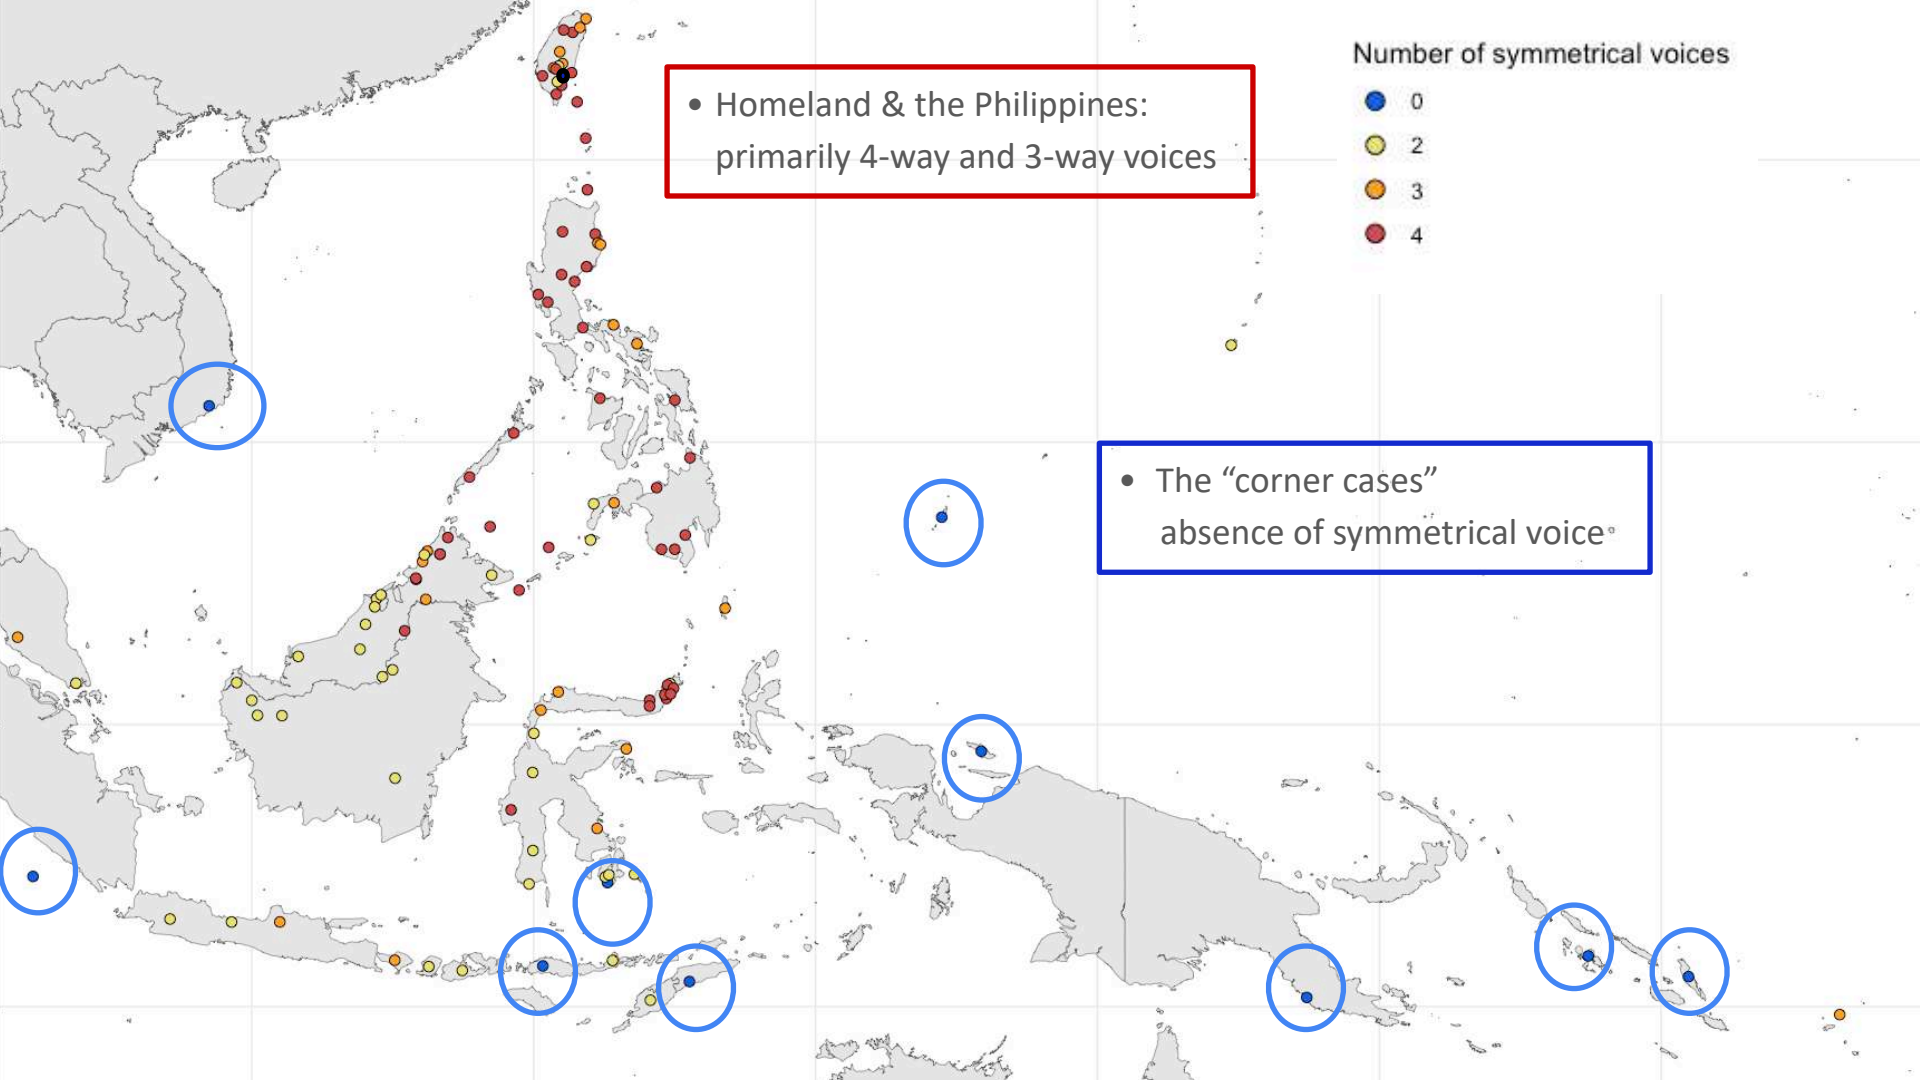 Number of symmetrical voices
0
2
3
4
• Homeland & the Philippines:
primarily 4-way and 3-way voices
• The “corner cases”
absence of symmetrical voice